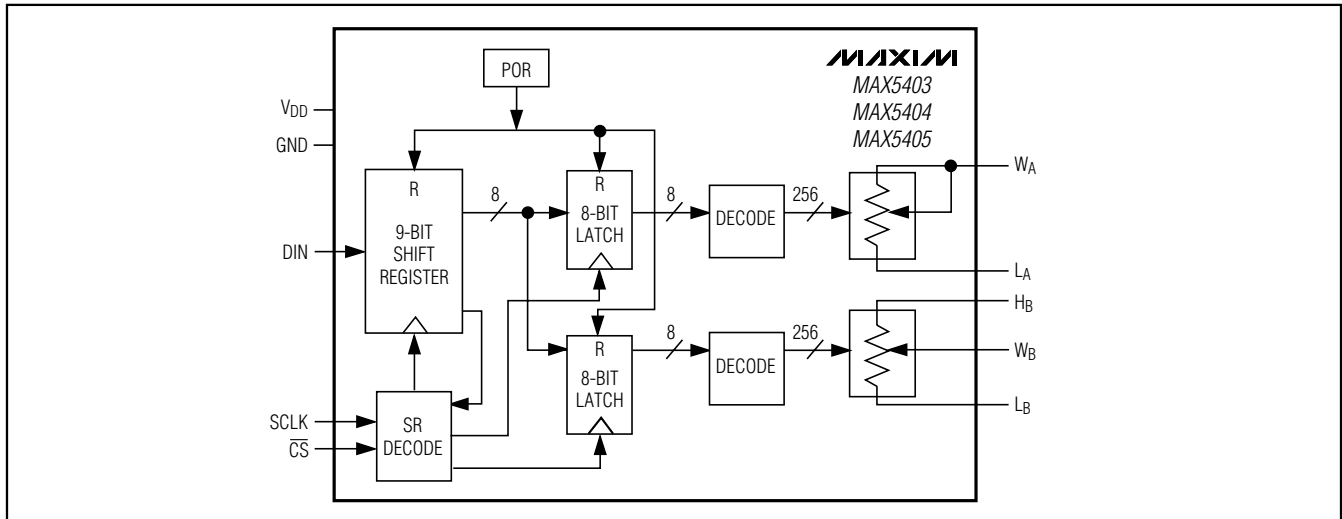 MAXIM
MAX5403
MAX5404
MAX5405
POR
VDD
GND
DIN
SCLK
CS
R
9-BIT
SHIFT
REGISTER
8
R
8-BIT
LATCH
8
DECODE
256
WA
LA
R
8-BIT
LATCH
8
DECODE
256
HB
WB
LB
SR
DECODE